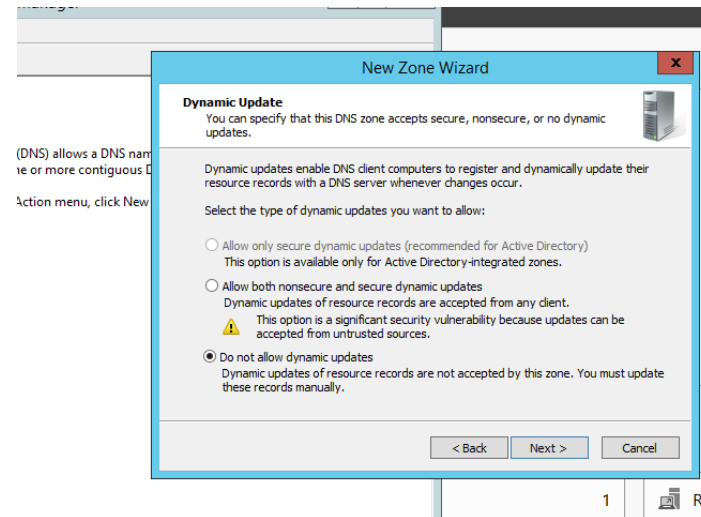 New Zone Wizard
x
Dynamic Update
You can specify that this DNS zone accepts secure, nonsecure, or no dynamic
updates.
(DNS) allows a DNS nam
ne or more contiguous D
Action menu, click New
Dynamic updates enable DNS client computers to register and dynamically update their
resource records with a DNS server whenever changes occur.
Select the type of dynamic updates you want to allow:
Allow only secure dynamic updates (recommended for Active Directory)
This option is available only for Active Directory-integrated zones.
Allow both nonsecure and secure dynamic updates
Dynamic updates of resource records are accepted from any client.
This option is a significant security vulnerability because updates can be
accepted from untrusted sources.
Do not allow dynamic updates
Dynamic updates of resource records are not accepted by this zone. You must update
these records manually.
< Back
Next >
Cancel
1
R